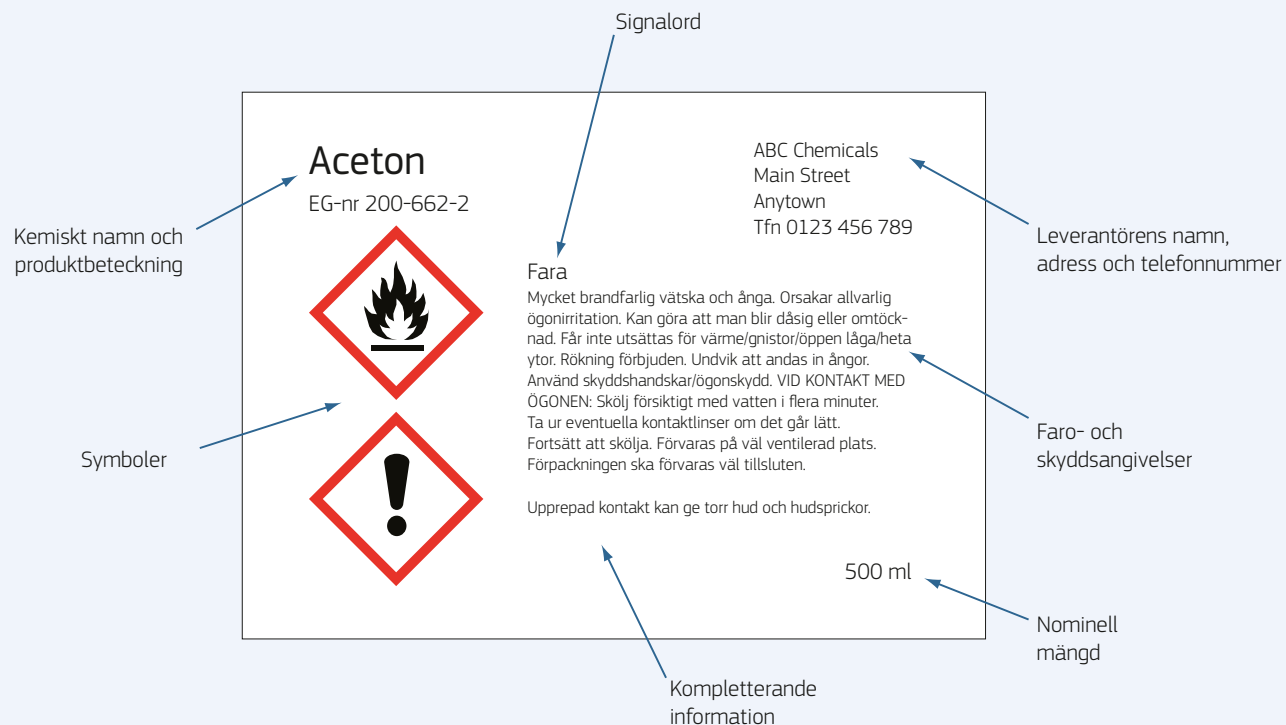 Signalord
Aceton
EG-nr 200-662-2
ABC Chemicals
Main Street
Anytown
Tfn 0123 456 789
Kemiskt namn och
produktbeteckning
Leverantörens namn,
adress och telefonnummer
Fara
Mycket brandfarlig vätska och ånga. Orsakar allvarlig
ögonirritation. Kan göra att man blir dåsig eller omtöck-
nad. Får inte utsättas för värme/gnistor/öppen låga/heta
ytor. Rökning förbjuden. Undvik att andas in ångor.
Använd skyddshandskar/ögonskydd. VID KONTAKT MED
ÖGONEN: Skölj försiktigt med vatten i flera minuter.
Ta ur eventuella kontaktlinser om det går lätt.
Fortsätt att skölja. Förvaras på väl ventilerad plats.
Förpackningen ska förvaras väl tillsluten.
Symboler
Faro- och
skyddsangivelser
Upprepad kontakt kan ge torr hud och hudsprickor.
500 ml
Nominell
mängd
Kompletterande
information